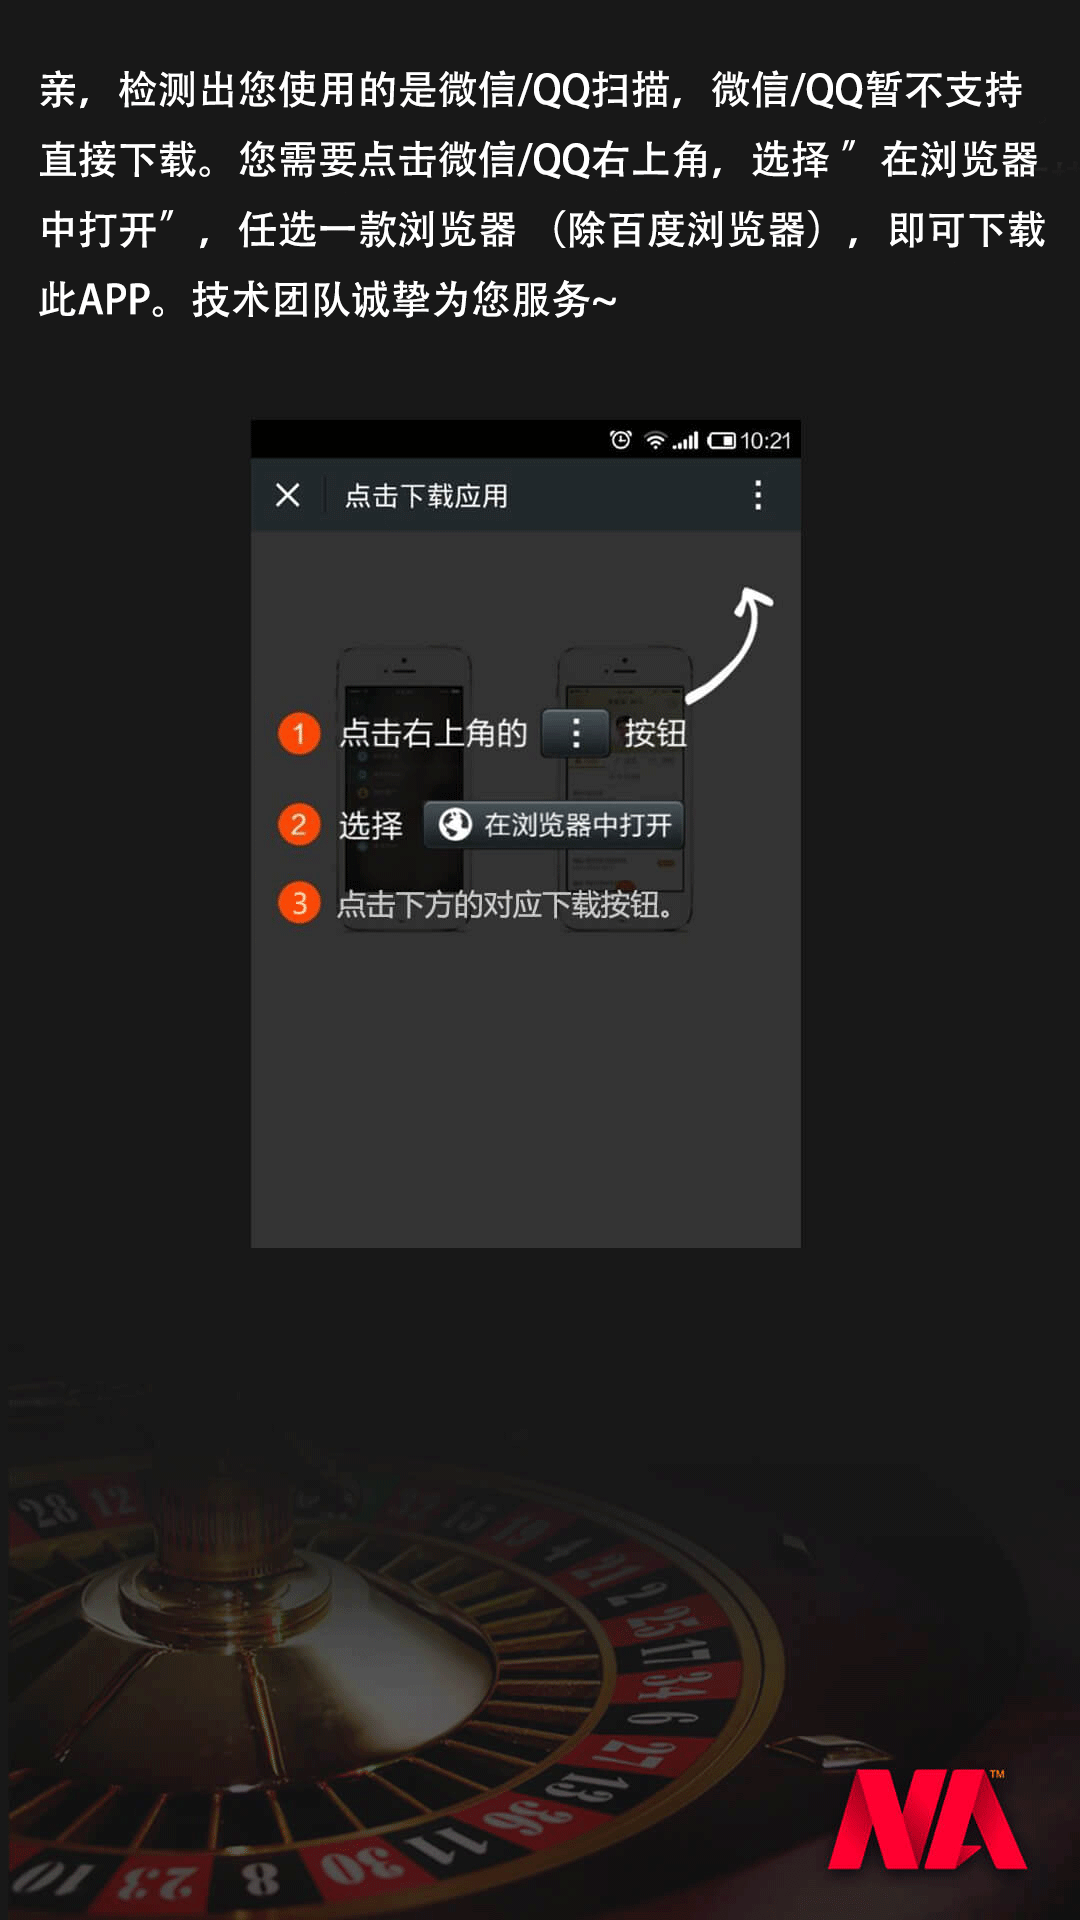 亲，检测出您使用的是微信/QQ扫描，微信/QQ暂不支持
直接下载。您需要点击微信/QQ右上角，选择 ″ 在浏览器
中打开″ ，任选一款浏览器 （除百度浏览器），即可下载
此APP。技术团队诚挚为您服务~
10:21
点击下载应用
1 点击右上角的 按钮
2 选择 在浏览器中打开
3 点击下方的对应下载按钮。
28 12 33 15 19 4 21 2 25 17 34 6 27 13 36 11 30 8 23 10
NA™